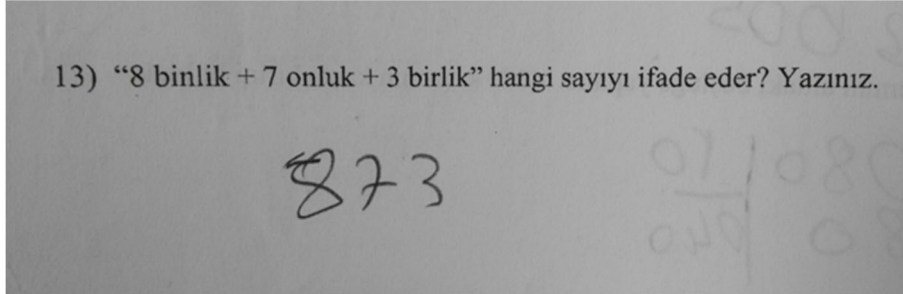 13) “8 binlik + 7 onluk + 3 birlik” hangi sayıyı ifade eder? Yazınız.
873